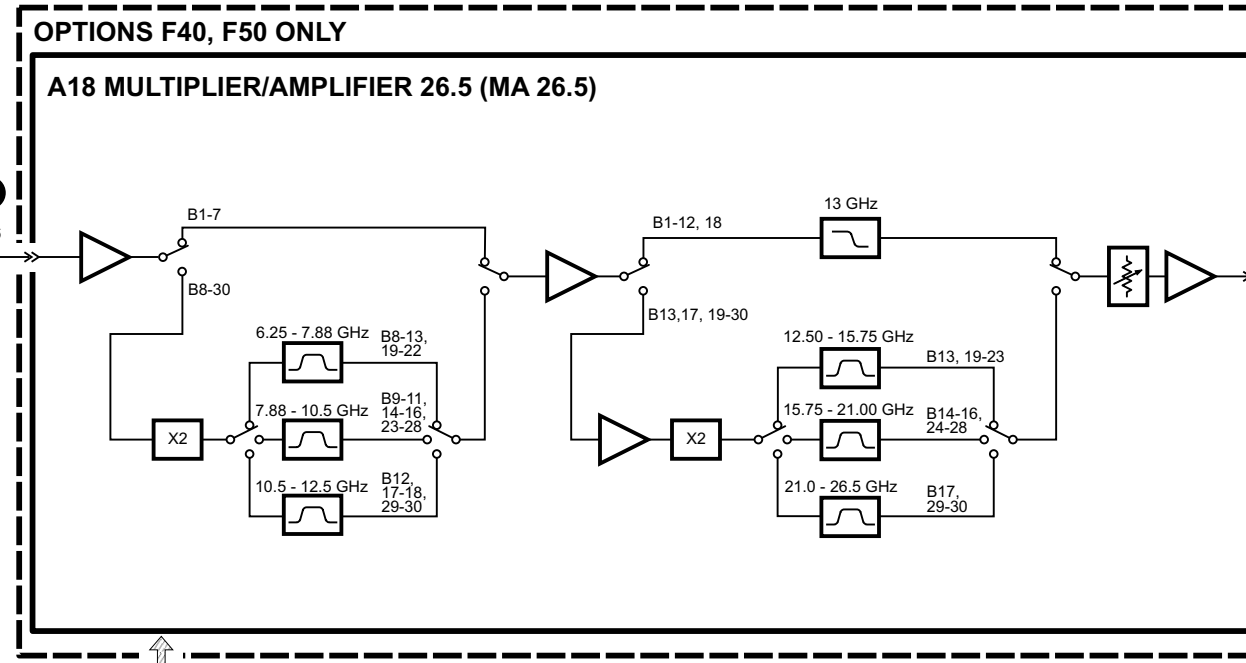 OPTIONS F40, F50 ONLY
A18 MULTIPLIER/AMPLIFIER 26.5 (MA 26.5)
B1-7
B8-30
6.25 - 7.88 GHz
B8-13,
19-22
7.88 - 10.5 GHz
B9-11,
14-16,
23-28
X2
10.5 - 12.5 GHz
B12,
17-18,
29-30
B1-12, 18
13 GHz
B13,17, 19-30
12.50 - 15.75 GHz
B13, 19-23
15.75 - 21.00 GHz
B14-16,
24-28
X2
21.0 - 26.5 GHz
B17,
29-30